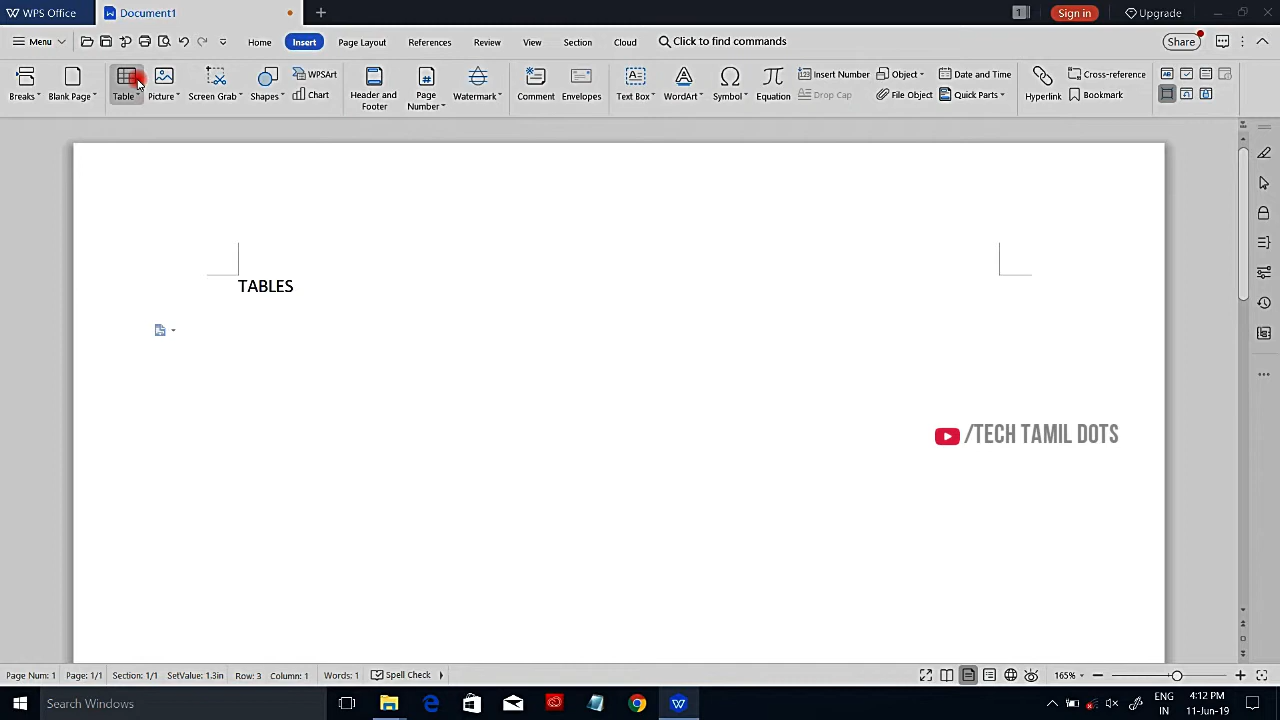 WPS Office
Document1
1
Sign in
Upgrade
Menu
Home
Insert
Page Layout
References
Review
View
Section
Cloud
Click to find commands
Share
Breaks
Blank Page
Table
Picture
Screen Grab
Shapes
WPSArt
Chart
Header and
Footer
Page
Number
Watermark
Comment
Envelopes
Text Box
WordArt
Symbol
Equation
Insert Number
Drop Cap
Object
File Object
Date and Time
Quick Parts
Hyperlink
Cross-reference
Bookmark
TABLES
/TECH TAMIL DOTS
Page Num: 1
Page: 1/1
Section: 1/1
SetValue: 1.3in
Row: 3
Column: 1
Words: 1
Spell Check
165%
Search Windows
ENG
IN
4:12 PM
11-Jun-19